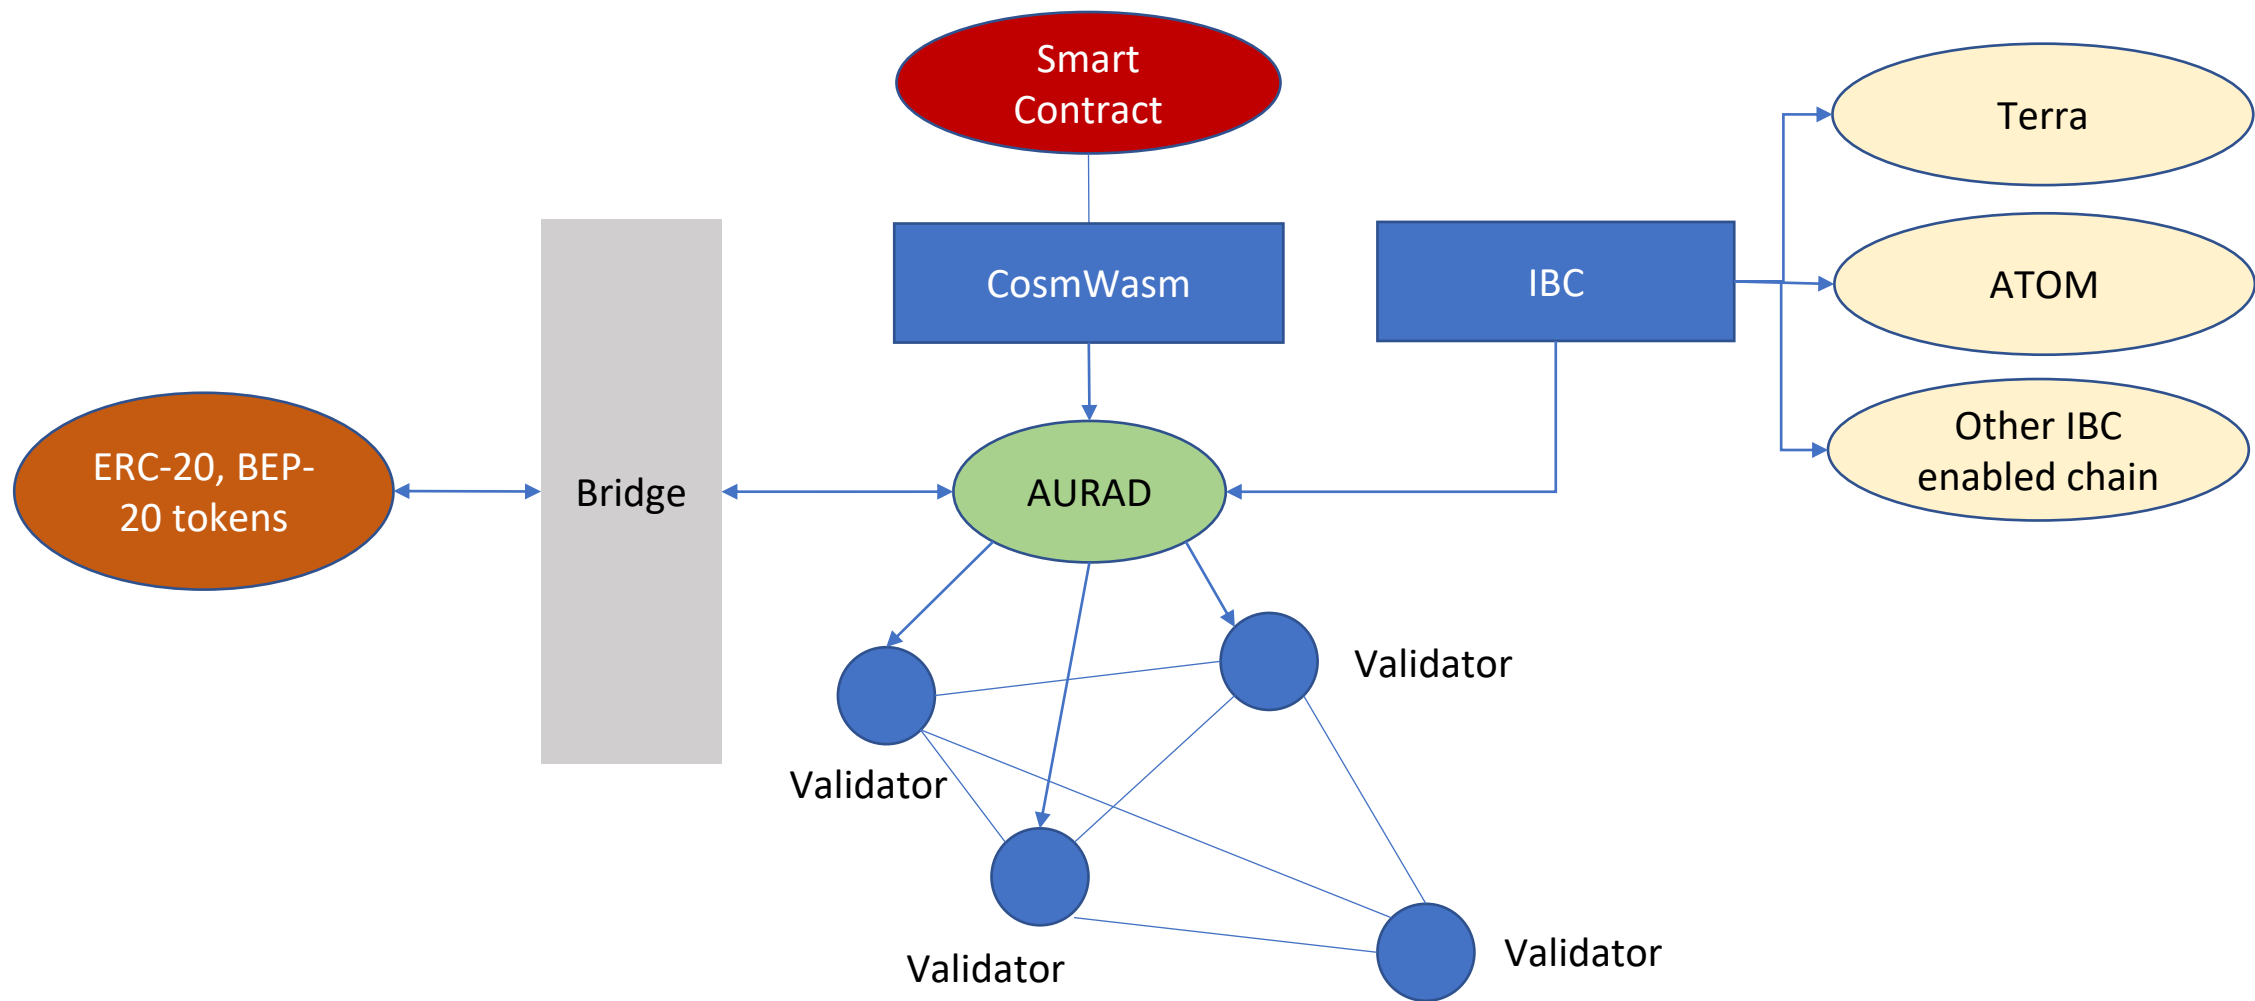 Smart
Contract
Terra
CosmWasm
IBC
ATOM
Other IBC
enabled chain
ERC-20, BEP-
20 tokens
Bridge
AURAD
Validator
Validator
Validator
Validator